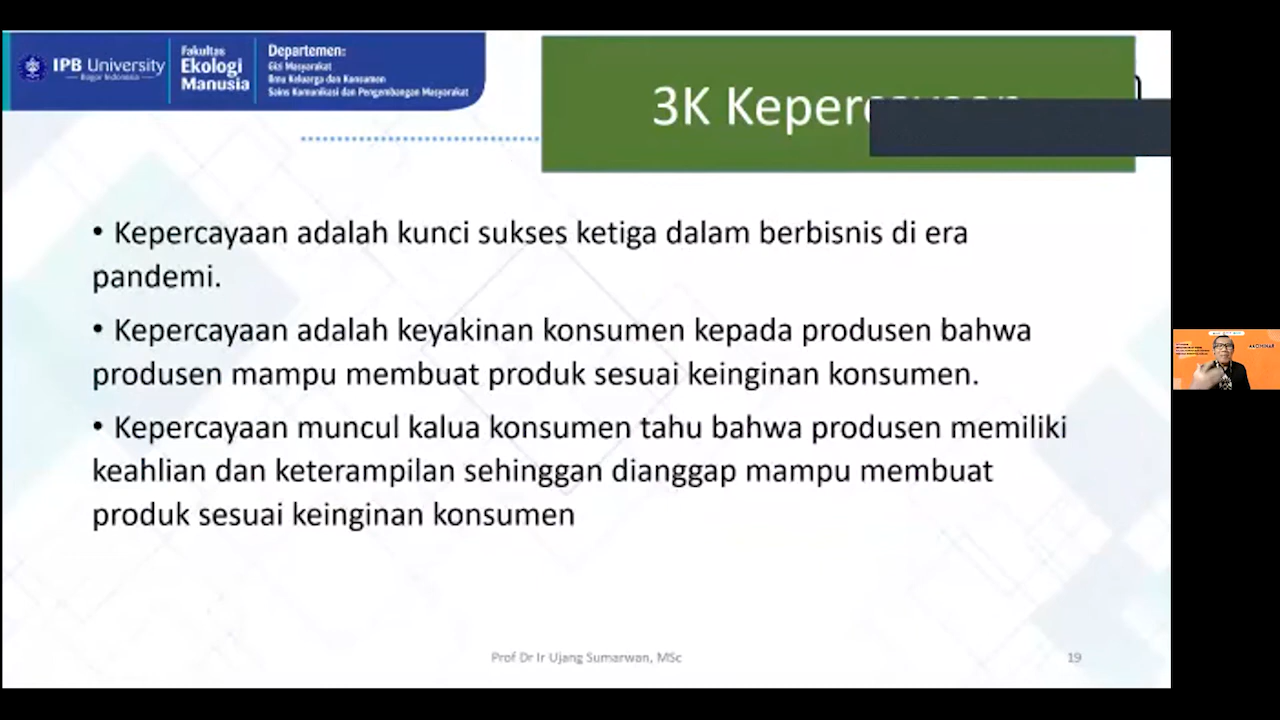 IPB University
Bogor Indonesia
Fakultas
Ekologi
Manusia
Departemen:
Gizi Masyarakat
Ilmu Keluarga dan Konsumen
Sains Komunikasi dan Pengembangan Masyarakat
3K Kepercayaan
• Kepercayaan adalah kunci sukses ketiga dalam berbisnis di era
pandemi.
• Kepercayaan adalah keyakinan konsumen kepada produsen bahwa
produsen mampu membuat produk sesuai keinginan konsumen.
• Kepercayaan muncul kalua konsumen tahu bahwa produsen memiliki
keahlian dan keterampilan sehinggan dianggap mampu membuat
produk sesuai keinginan konsumen
Prof Dr Ir Ujang Sumarwan, MSc
19